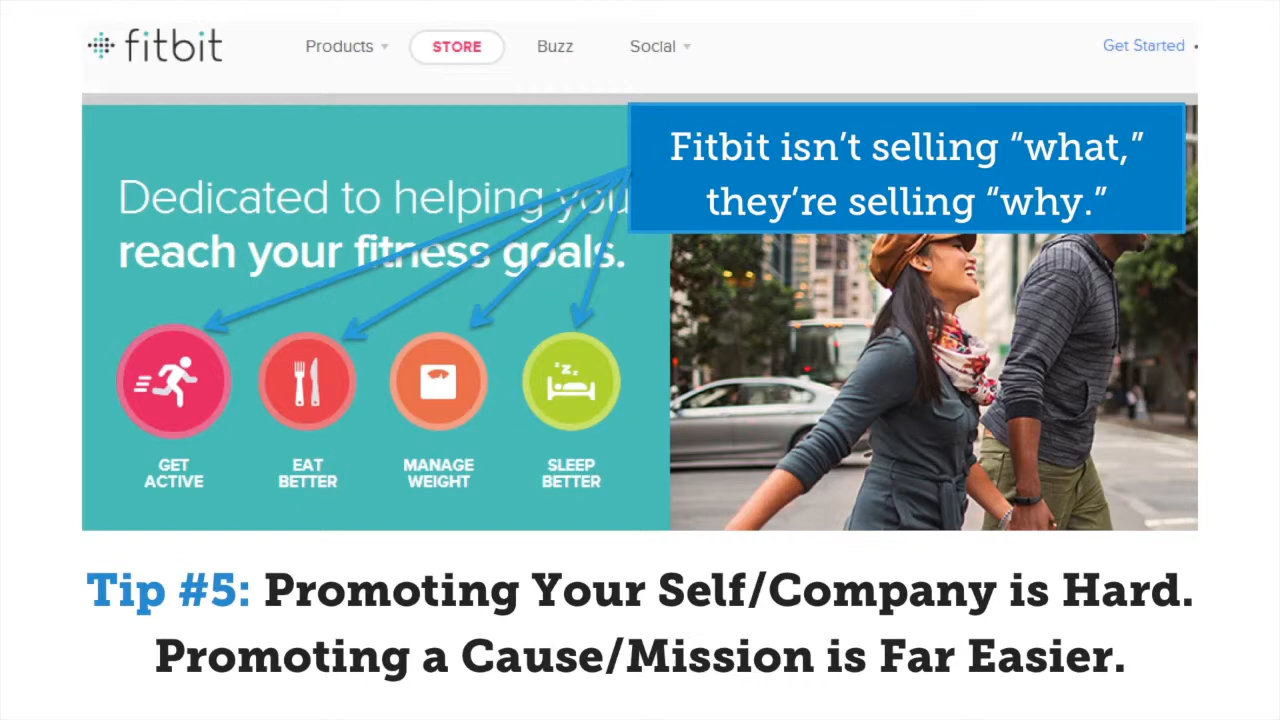 fitbit
Products
STORE
Buzz
Social
Get Started
Fitbit isn’t selling “what,”
they’re selling “why.”
Dedicated to helping you
reach your fitness goals.
zzz
GET
ACTIVE
EAT
BETTER
MANAGE
WEIGHT
SLEEP
BETTER
Tip #5: Promoting Your Self/Company is Hard.
Promoting a Cause/Mission is Far Easier.